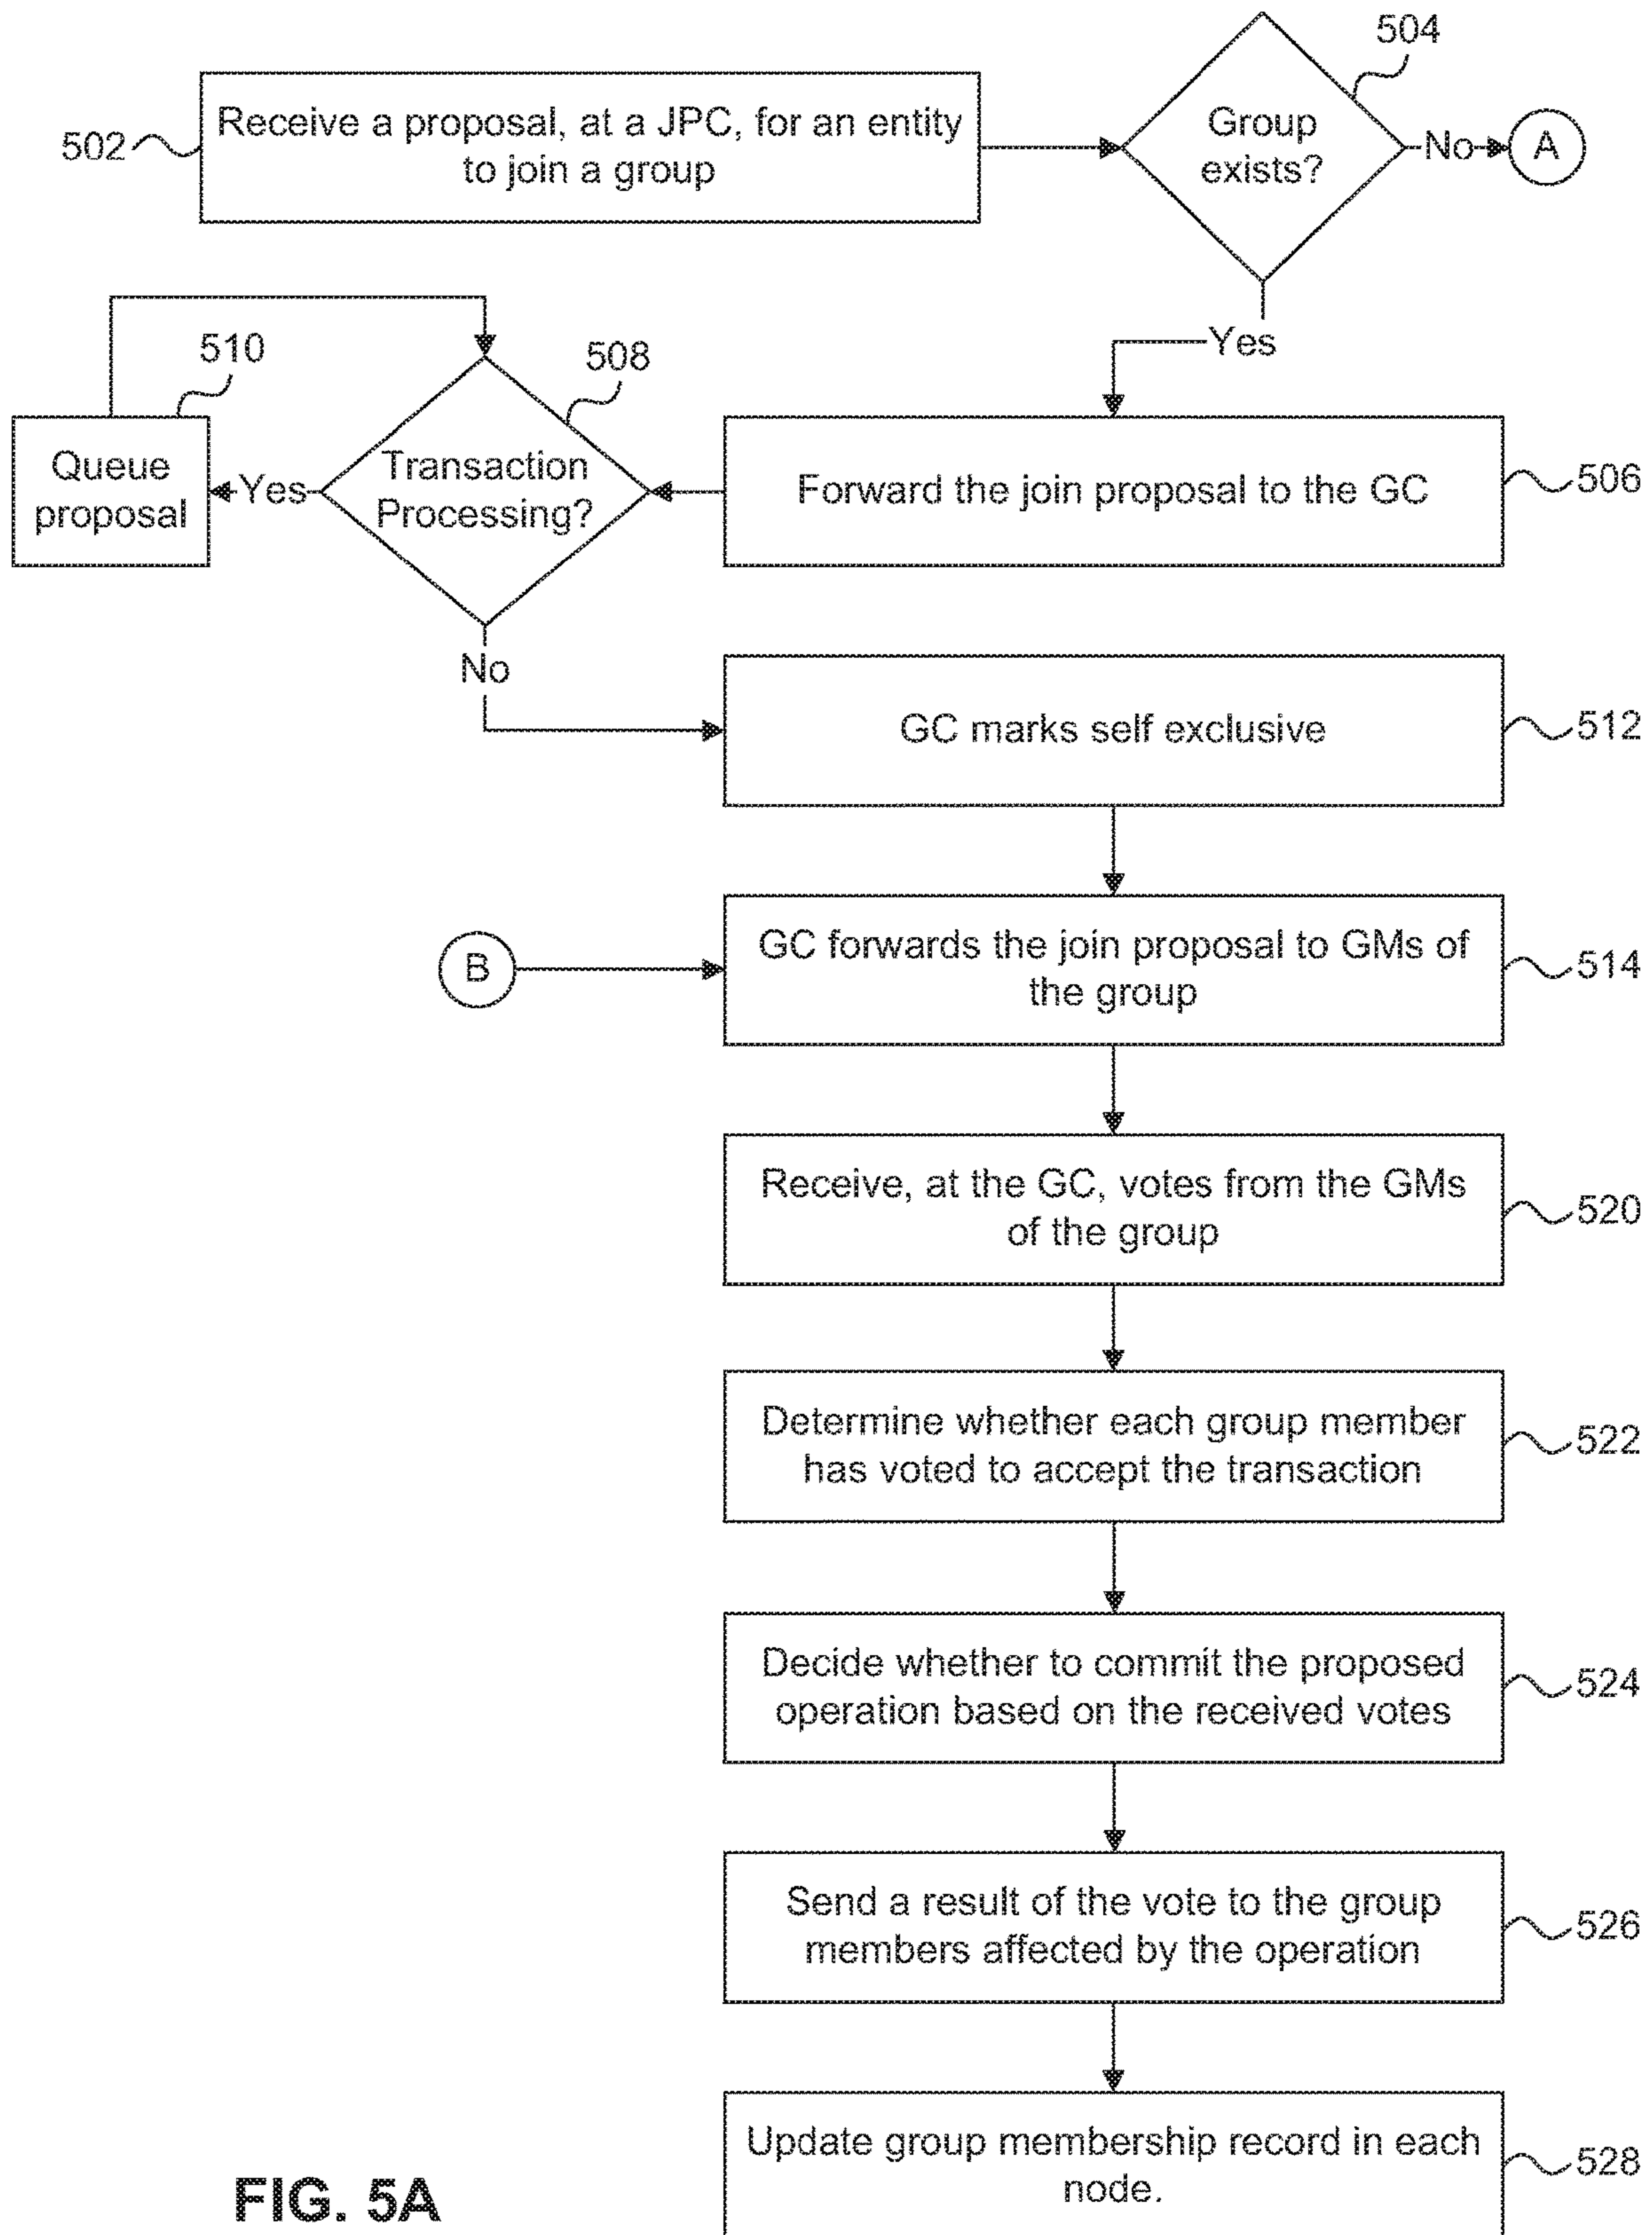 504
502
Receive a proposal, at a JPC, for an entity
to join a group
Group
exists?
No
A
Yes
510
508
Queue
proposal
Yes
Transaction
Processing?
Forward the join proposal to the GC
506
No
GC marks self exclusive
512
B
GC forwards the join proposal to GMs of
the group
514
Receive, at the GC, votes from the GMs
of the group
520
Determine whether each group member
has voted to accept the transaction
522
Decide whether to commit the proposed
operation based on the received votes
524
Send a result of the vote to the group
members affected by the operation
526
Update group membership record in each
node.
528
FIG. 5A